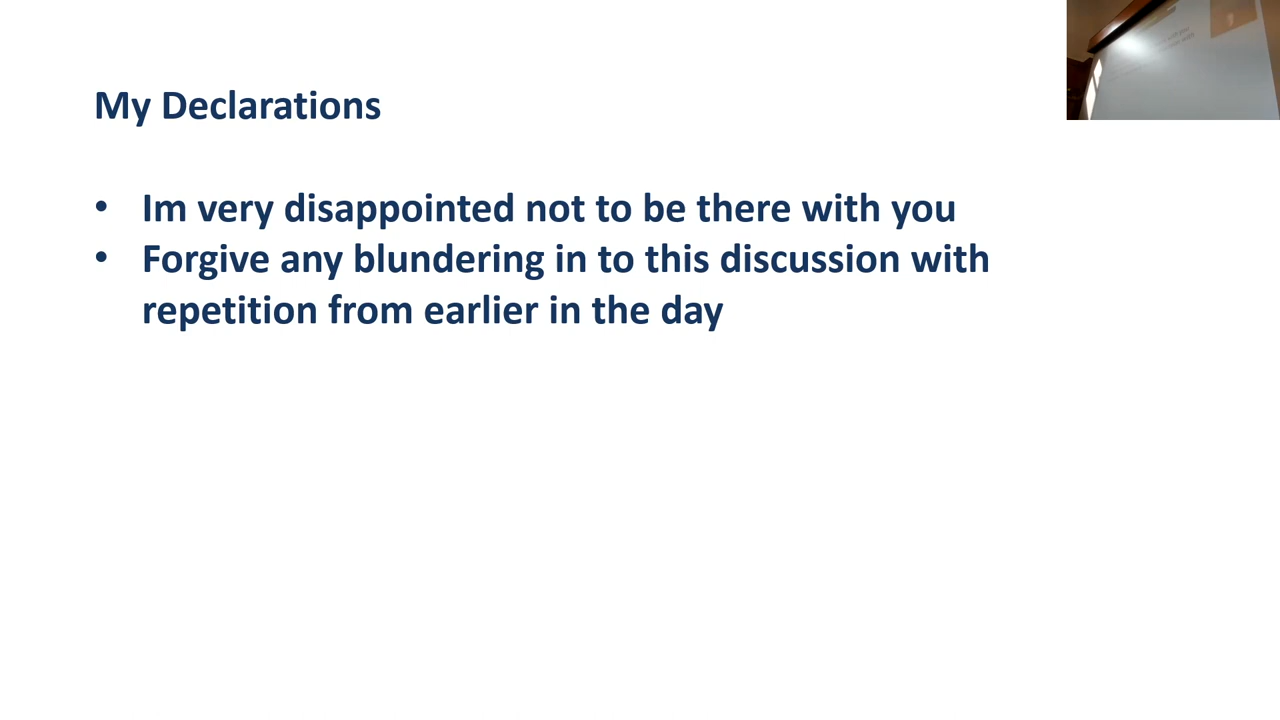 My Declarations
• Im very disappointed not to be there with you
• Forgive any blundering in to this discussion with
repetition from earlier in the day